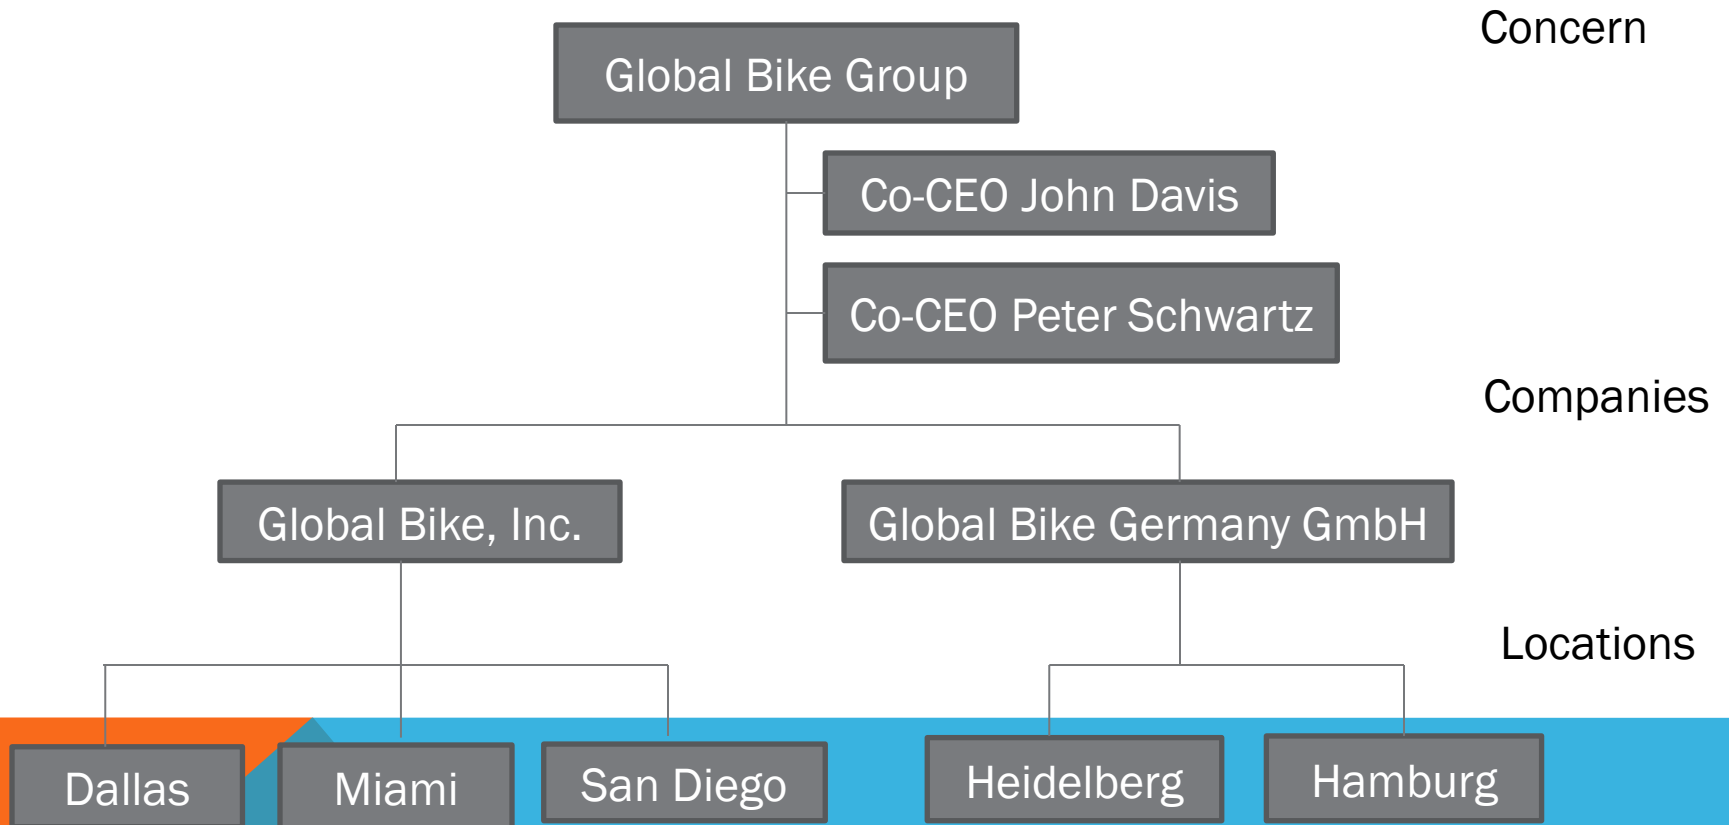 Concern
Global Bike Group
Co-CEO John Davis
Co-CEO Peter Schwartz
Companies
Global Bike, Inc.
Global Bike Germany GmbH
Locations
Dallas
Miami
San Diego
Heidelberg
Hamburg